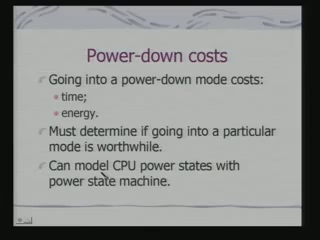 Power-down costs
Going into a power-down mode costs:
time;
energy.
Must determine if going into a particular
mode is worthwhile.
Can model CPU power states with
power state machine.